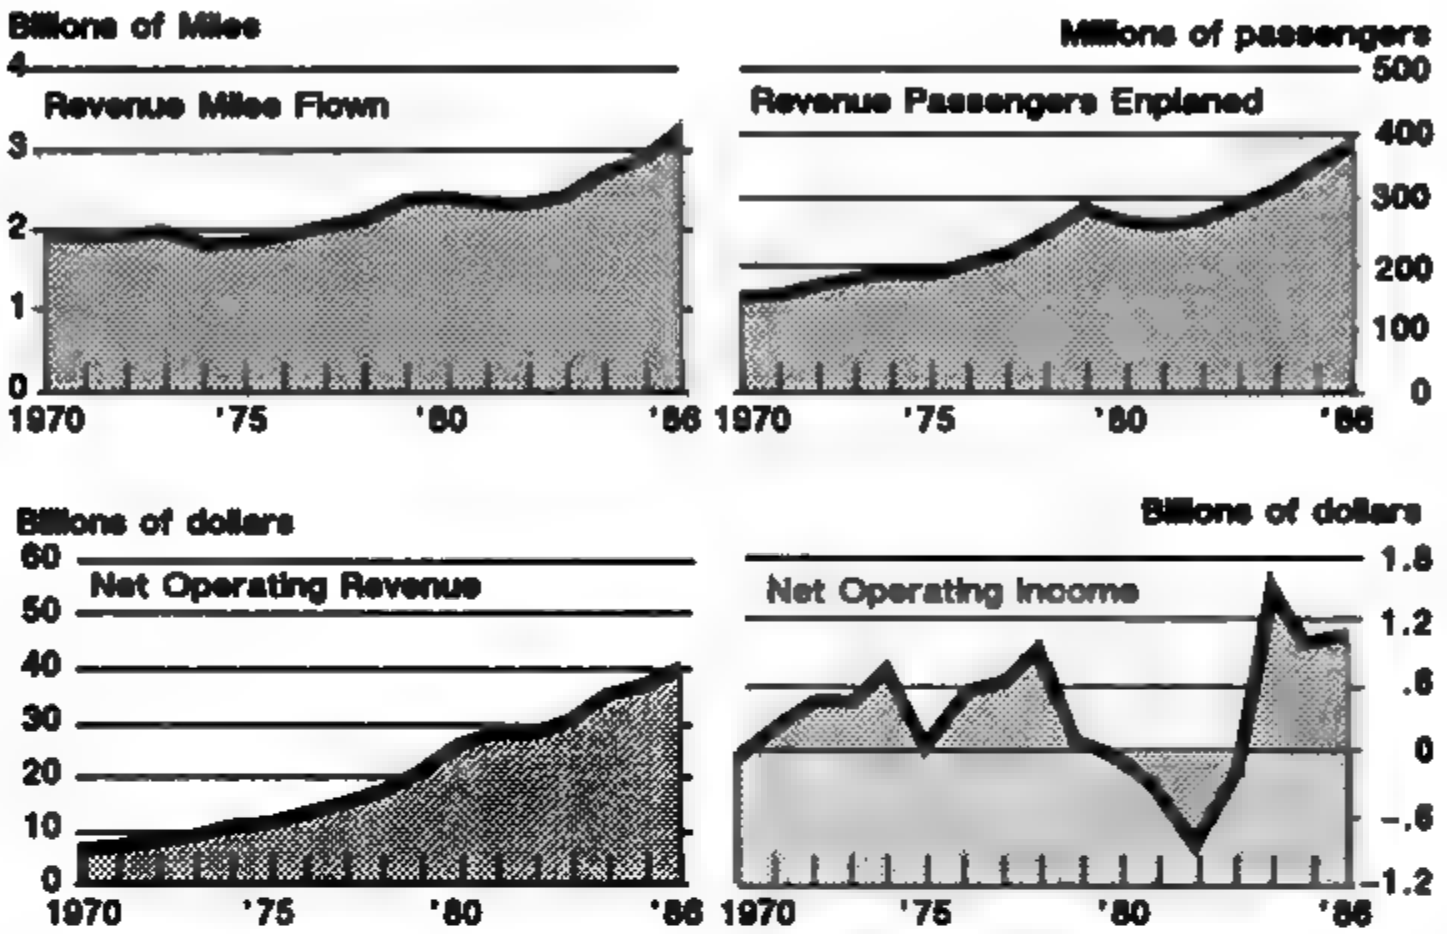 Billions of Miles
4
Revenue Miles Flown
3
2
1
0
1970 '75 '80 '86
Millions of passengers
500
Revenue Passengers Enplaned
400
300
200
100
0
1970 '75 '80 '86
Billions of dollars
60
Net Operating Revenue
50
40
30
20
10
0
1970 '75 '80 '86
Billions of dollars
1.8
Net Operating Income
1.2
.6
0
-.6
-1.2
1970 '75 '80 '86